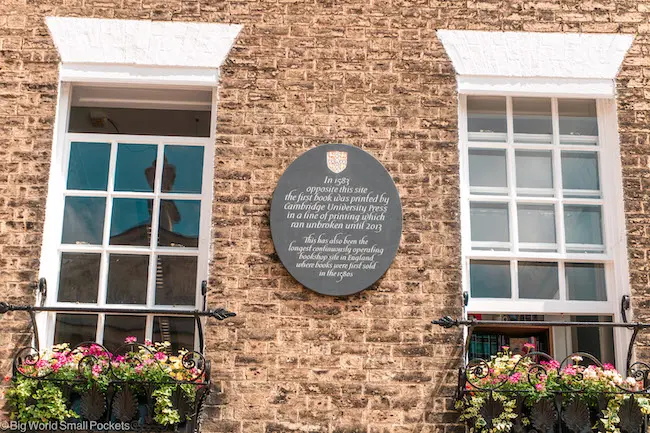 In 1583
opposite this site
the first book was printed by
Cambridge University Press
in a line of printing which
ran unbroken until 2013
This has also been the
longest continuously operating
bookshop site in England
where books were first sold
in the 1580s
©Big World Small Pockets